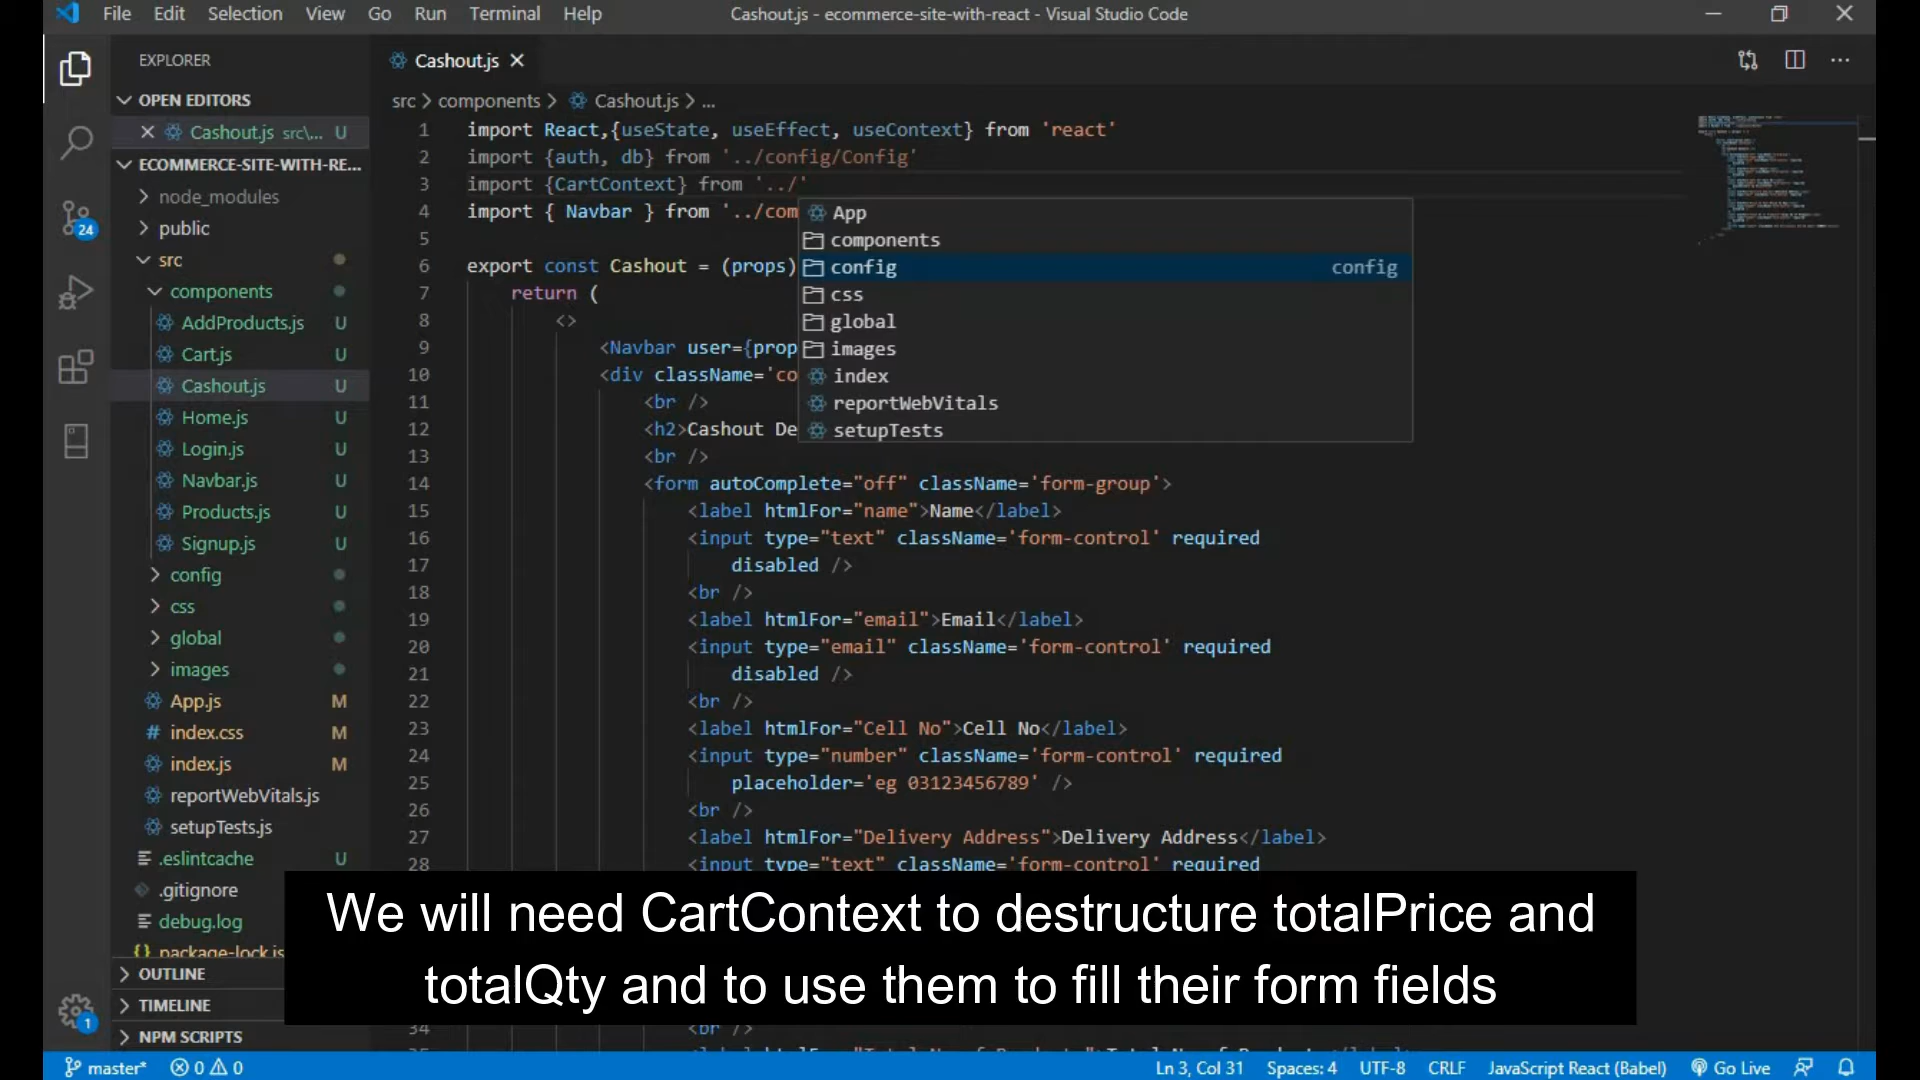 File Edit Selection View Go Run Terminal Help
Cashout.js - ecommerce-site-with-react - Visual Studio Code
EXPLORER
OPEN EDITORS
Cashout.js src\... U
ECOMMERCE-SITE-WITH-RE...
node_modules
public
src
components
AddProducts.js U
Cart.js U
Cashout.js U
Home.js U
Login.js U
Navbar.js U
Products.js U
Signup.js U
config
css
global
images
App.js M
index.css M
index.js M
reportWebVitals.js
setupTests.js
.eslintcache U
.gitignore
debug.log
package-lock.js
OUTLINE
TIMELINE
NPM SCRIPTS
24
1
Cashout.js
src > components > Cashout.js > ...
1 import React,{useState, useEffect, useContext} from 'react'
2 import {auth, db} from '../config/Config'
3 import {CartContext} from '../'
4 import { Navbar } from '../com
5
6 export const Cashout = (props)
7 return (
8 <>
9 <Navbar user={prop
10 <div className='co
11 <br />
12 <h2>Cashout De
13 <br />
14 <form autoComplete="off" className='form-group'>
15 <label htmlFor="name">Name</label>
16 <input type="text" className='form-control' required
17 disabled />
18 <br />
19 <label htmlFor="email">Email</label>
20 <input type="email" className='form-control' required
21 disabled />
22 <br />
23 <label htmlFor="Cell No">Cell No</label>
24 <input type="number" className='form-control' required
25 placeholder='eg 03123456789' />
26 <br />
27 <label htmlFor="Delivery Address">Delivery Address</label>
28 <input type="text" className='form-control' required
34 <br />
App
components
config config
css
global
images
index
reportWebVitals
setupTests
We will need CartContext to destructure totalPrice and
totalQty and to use them to fill their form fields
master* 0 0
Ln 3, Col 31 Spaces: 4 UTF-8 CRLF JavaScript React (Babel) Go Live